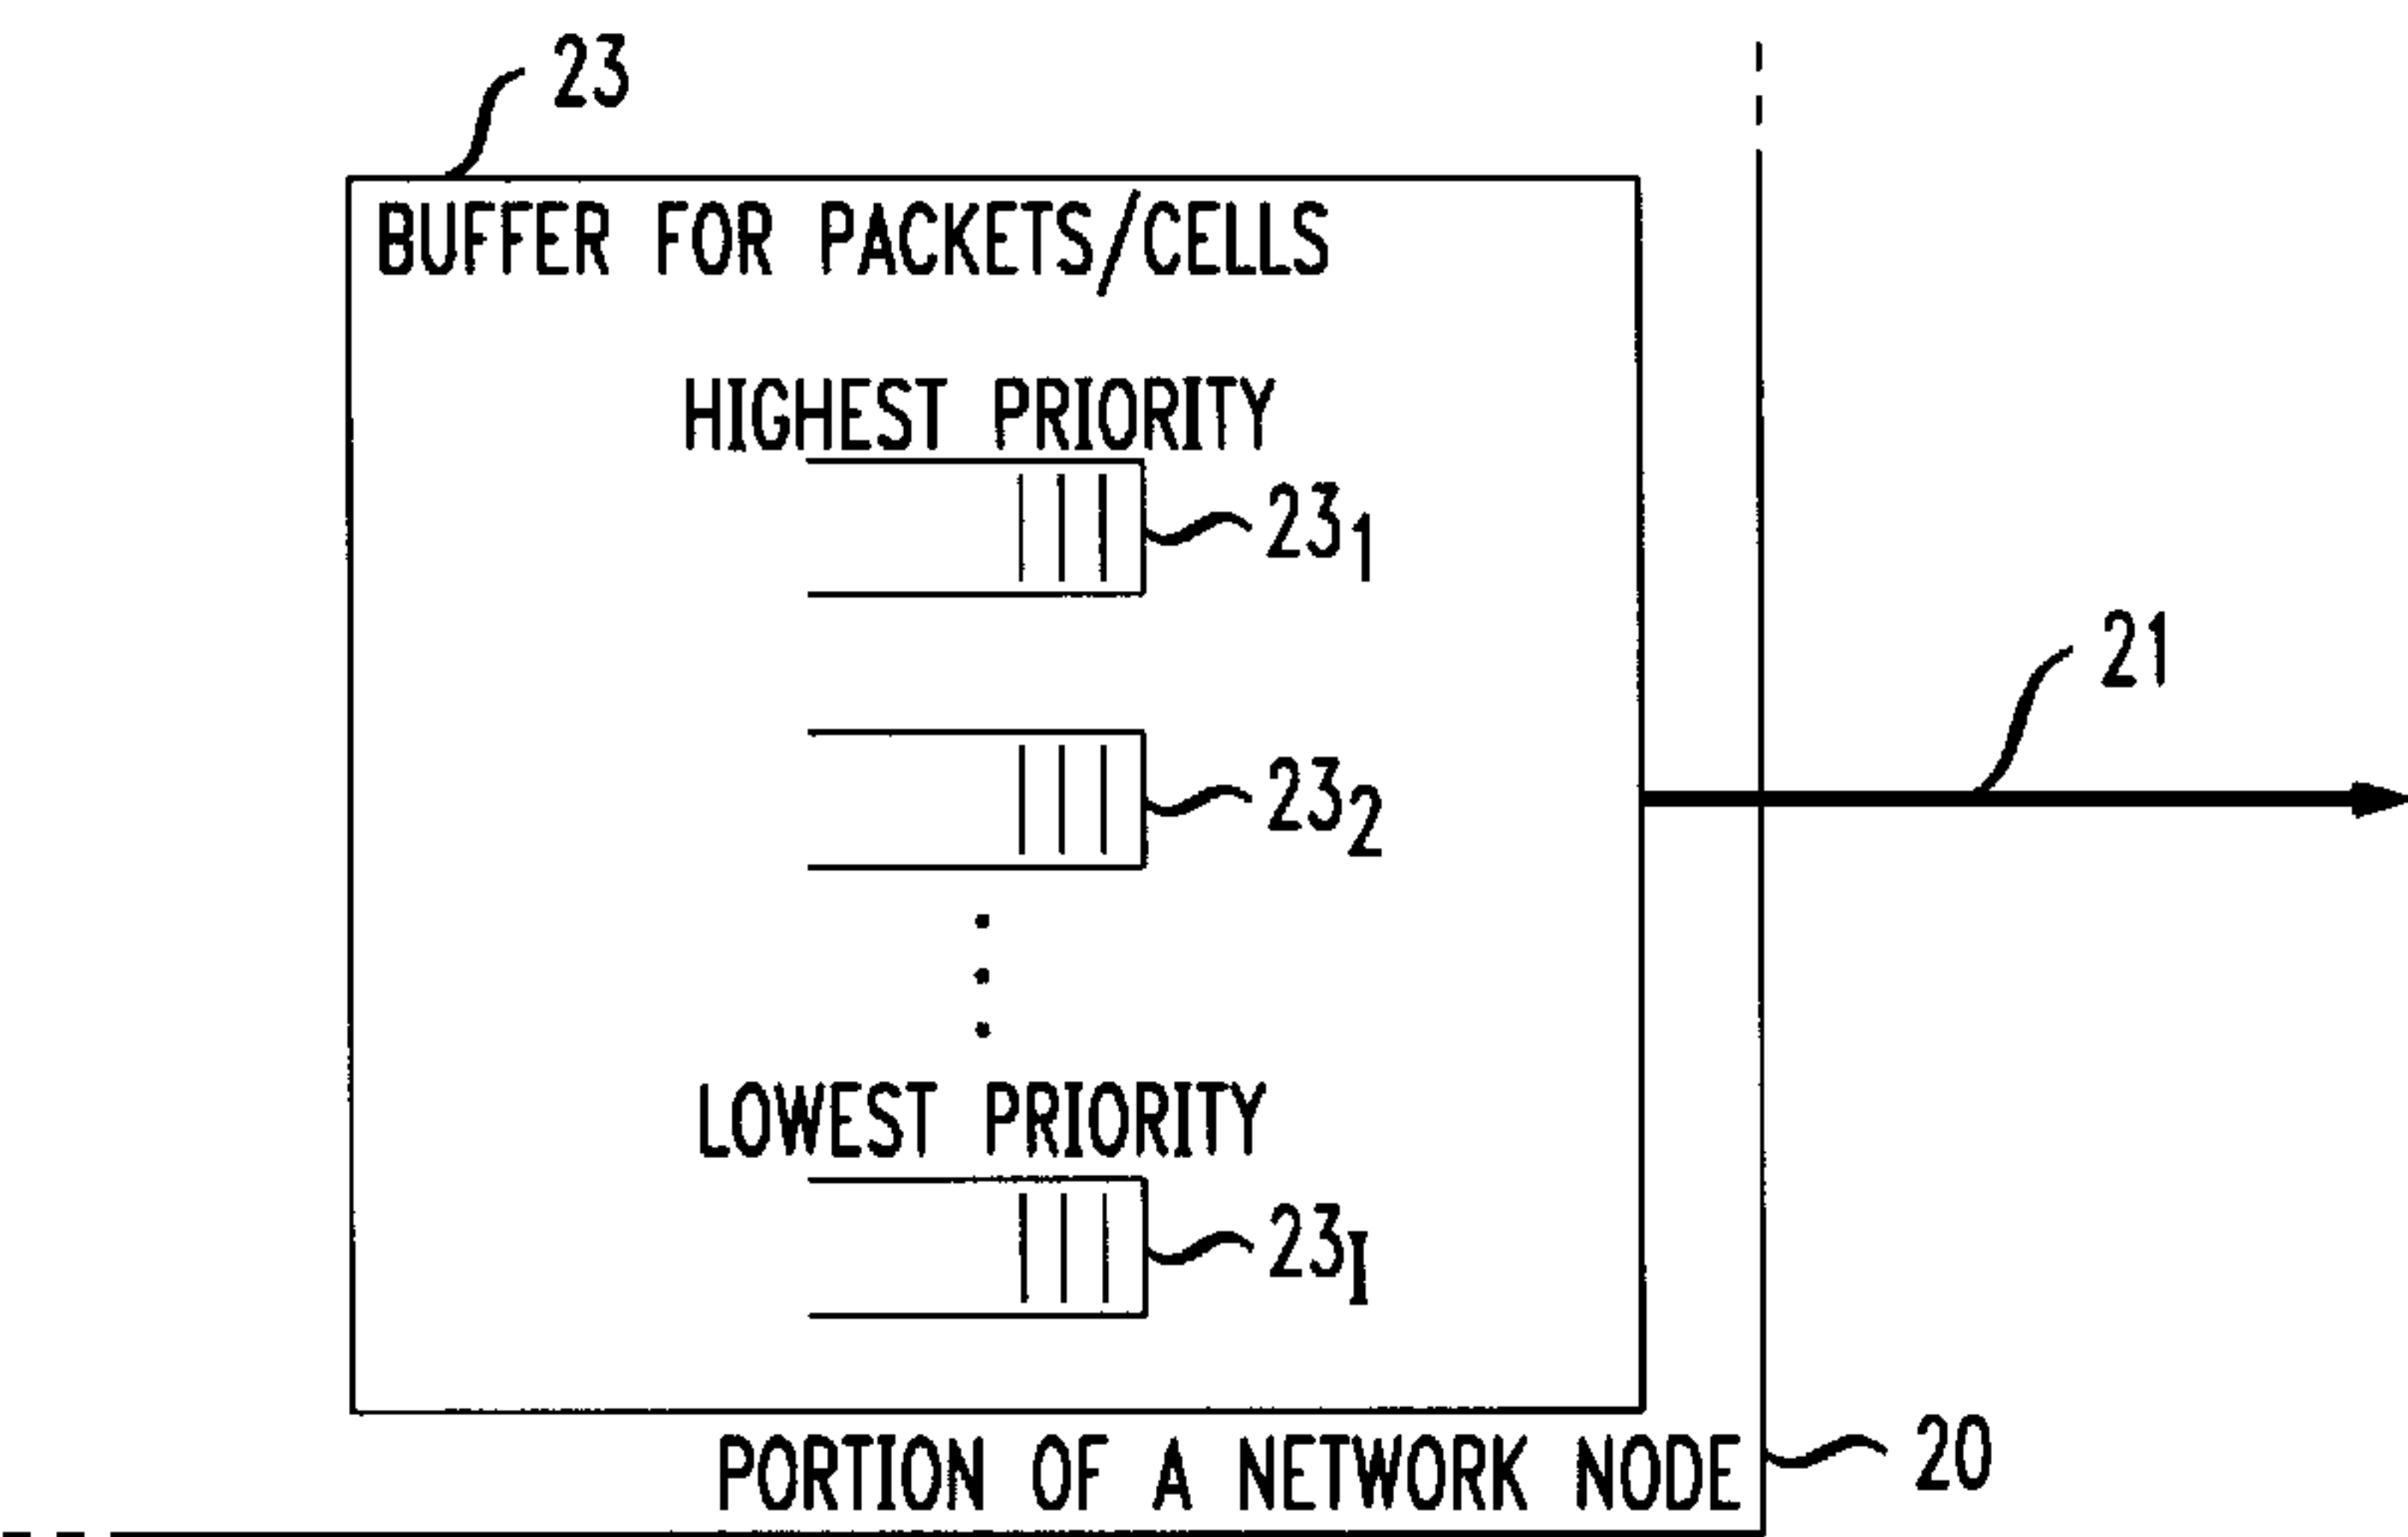 23
BUFFER FOR PACKETS/CELLS
HIGHEST PRIORITY
23₁
21
23₂
LOWEST PRIORITY
23I
PORTION OF A NETWORK NODE
20